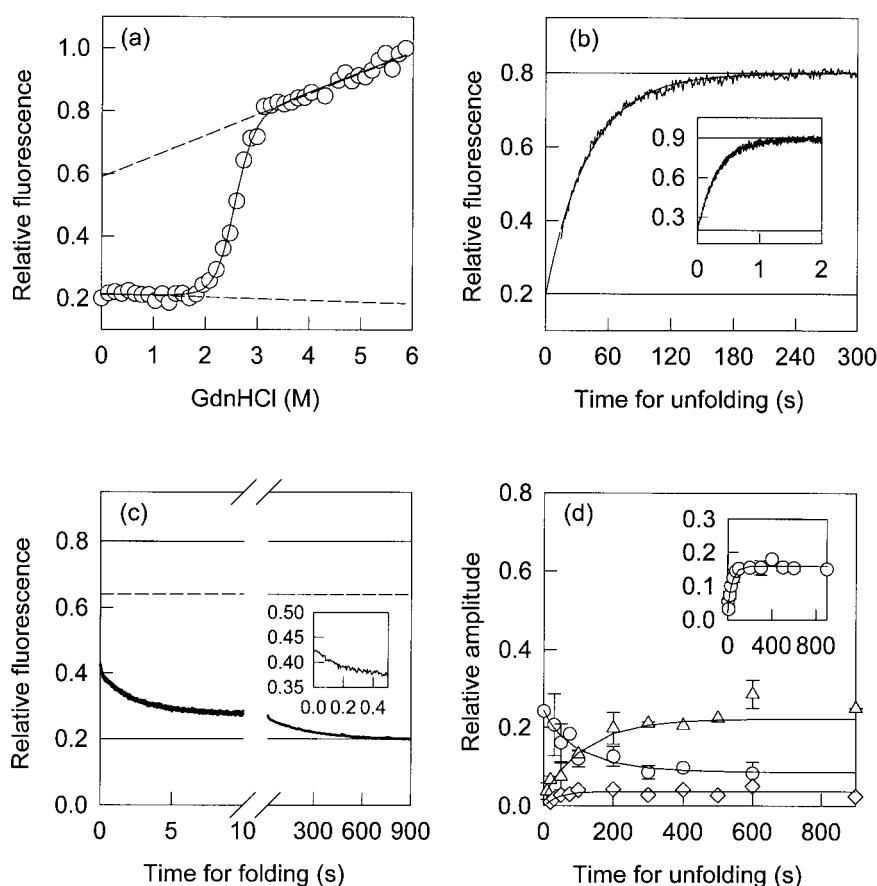 (a)
Relative fluorescence
1.0
0.8
0.6
0.4
0.2
0 1 2 3 4 5 6
GdnHCl (M)
(b)
Relative fluorescence
0.8
0.6
0.4
0.2
0.9
0.6
0.3
0 1 2
0 60 120 180 240 300
Time for unfolding (s)
(c)
Relative fluorescence
0.8
0.6
0.4
0.2
0.0
0.50
0.45
0.40
0.35
0.0 0.2 0.4
0 5 10 300 600 900
Time for folding (s)
(d)
Relative amplitude
0.8
0.6
0.4
0.2
0.0
0.3
0.2
0.1
0.0
0 400 800
0 200 400 600 800
Time for unfolding (s)